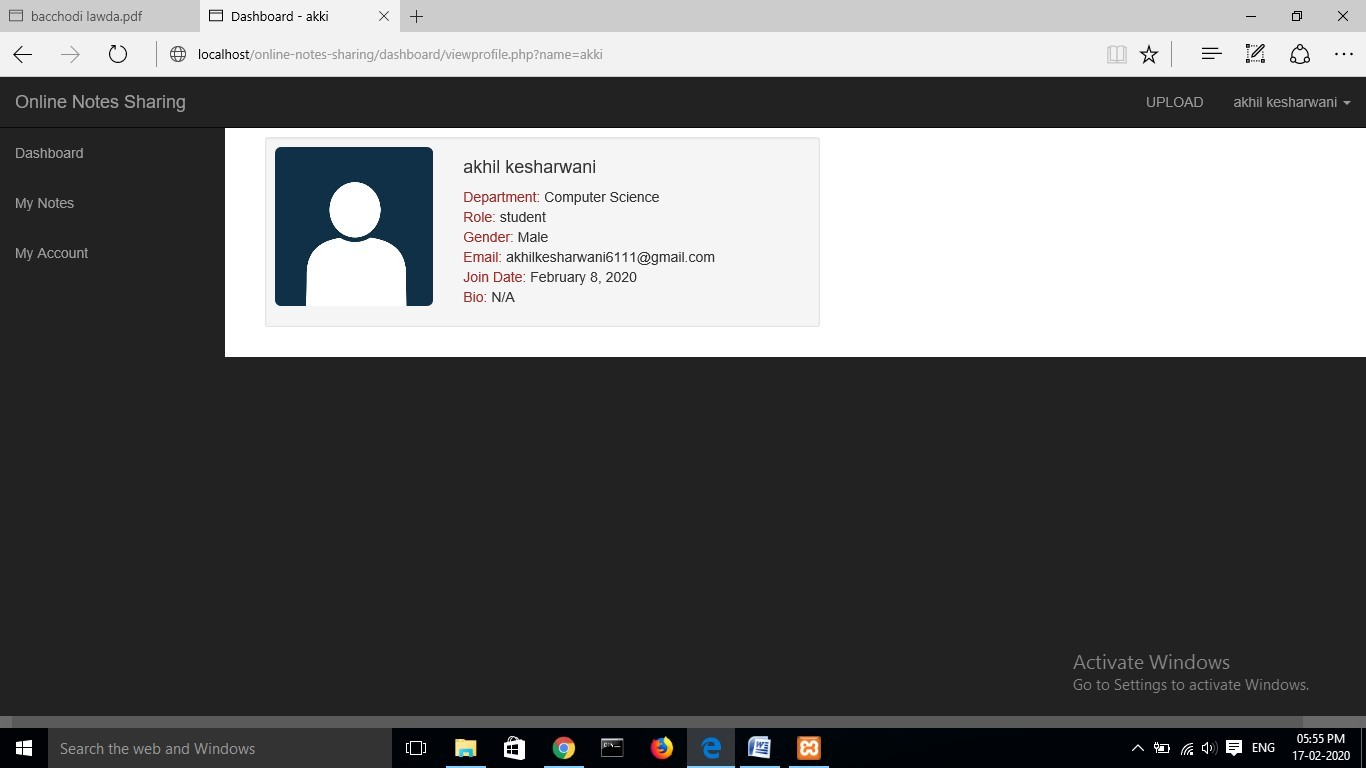 bacchodi lawda.pdf
Dashboard - akki
localhost/online-notes-sharing/dashboard/viewprofile.php?name=akki
Online Notes Sharing
UPLOAD
akhil kesharwani
Dashboard
My Notes
My Account
akhil kesharwani
Department: Computer Science
Role: student
Gender: Male
Email: akhilkesharwani6111@gmail.com
Join Date: February 8, 2020
Bio: N/A
Activate Windows
Go to Settings to activate Windows.
Search the web and Windows
ENG
05:55 PM
17-02-2020